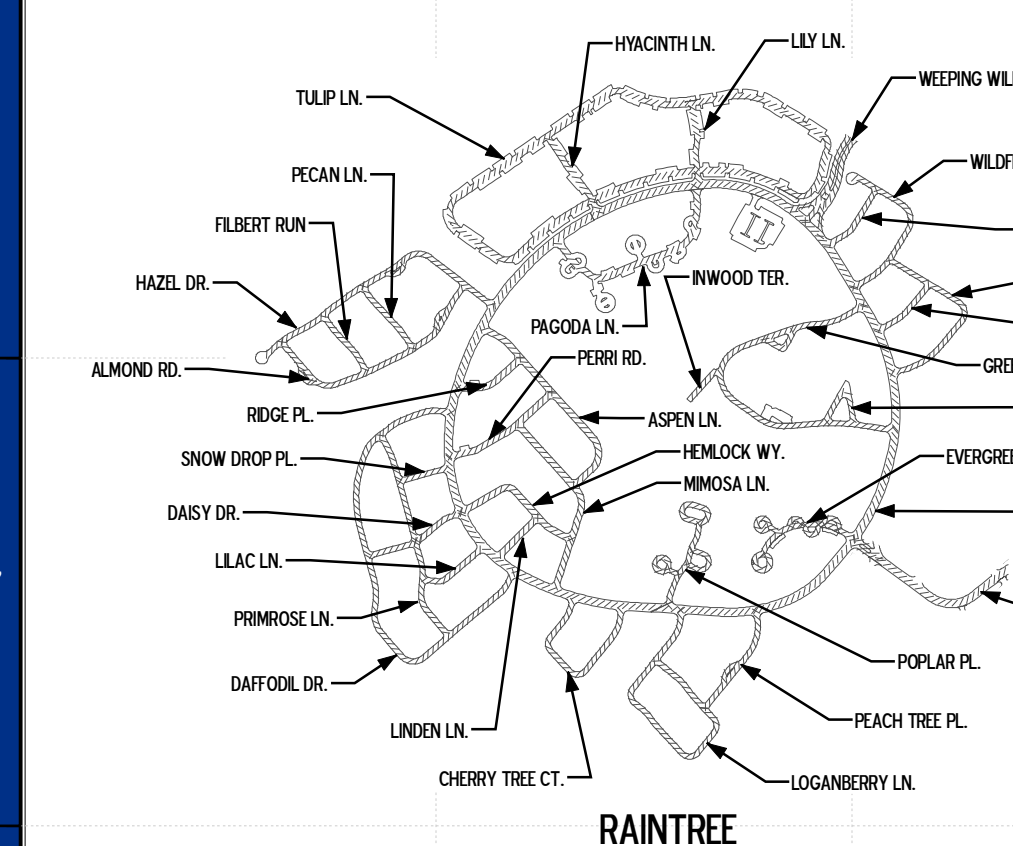 HYACINTH LN.
LILY LN.
TULIP LN.
PECAN LN.
FILBERT RUN
HAZEL DR.
INWOOD TER.
PAGODA LN.
PERRI RD.
ALMOND RD.
RIDGE PL.
ASPEN LN.
SNOW DROP PL.
HEMLOCK WY.
MIMOSA LN.
DAISY DR.
LILAC LN.
PRIMROSE LN.
DAFFODIL DR.
POPLAR PL.
LINDEN LN.
PEACH TREE PL.
CHERRY TREE CT.
LOGANBERRY LN.
RAINTREE
WEEPING